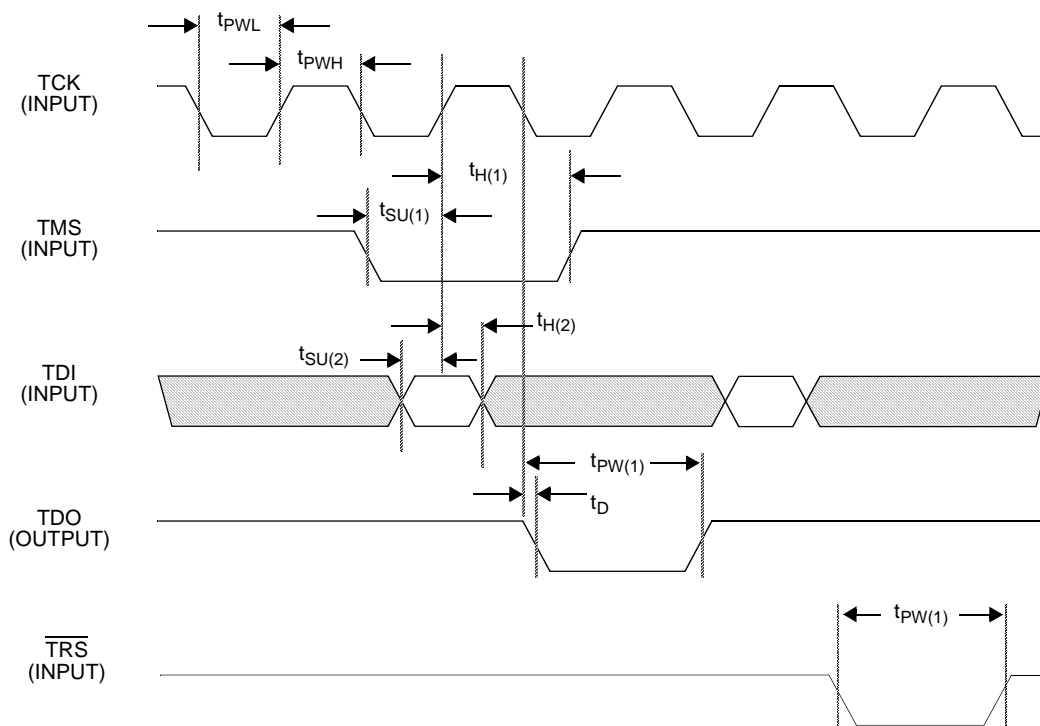 tPWL
tPWH
TCK
(INPUT)
tH(1)
tSU(1)
TMS
(INPUT)
tH(2)
tSU(2)
TDI
(INPUT)
tPW(1)
tD
TDO
(OUTPUT)
tPW(1)
TRS
(INPUT)